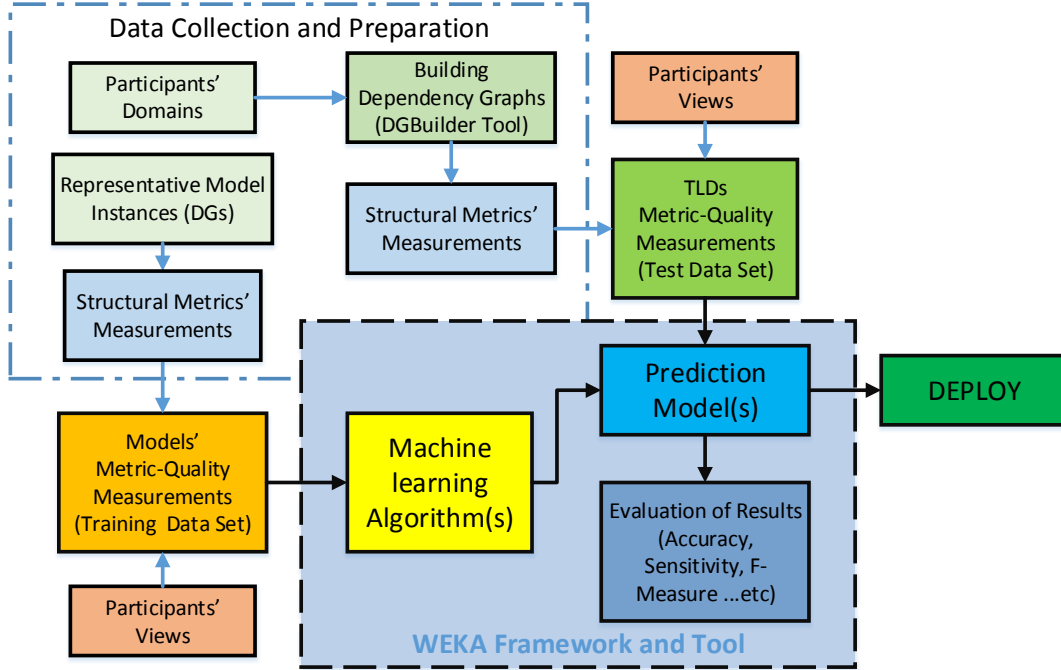 Data Collection and Preparation
Participants’
Domains
Building
Dependency Graphs
(DGBuilder Tool)
Participants’
Views
Representative Model
Instances (DGs)
Structural Metrics’
Measurements
TLDs
Metric-Quality
Measurements
(Test Data Set)
Structural Metrics’
Measurements
Prediction
Model(s)
DEPLOY
Models’
Metric-Quality
Measurements
(Training Data Set)
Machine
learning
Algorithm(s)
Evaluation of Results
(Accuracy,
Sensitivity, F-
Measure ...etc)
Participants’
Views
WEKA Framework and Tool